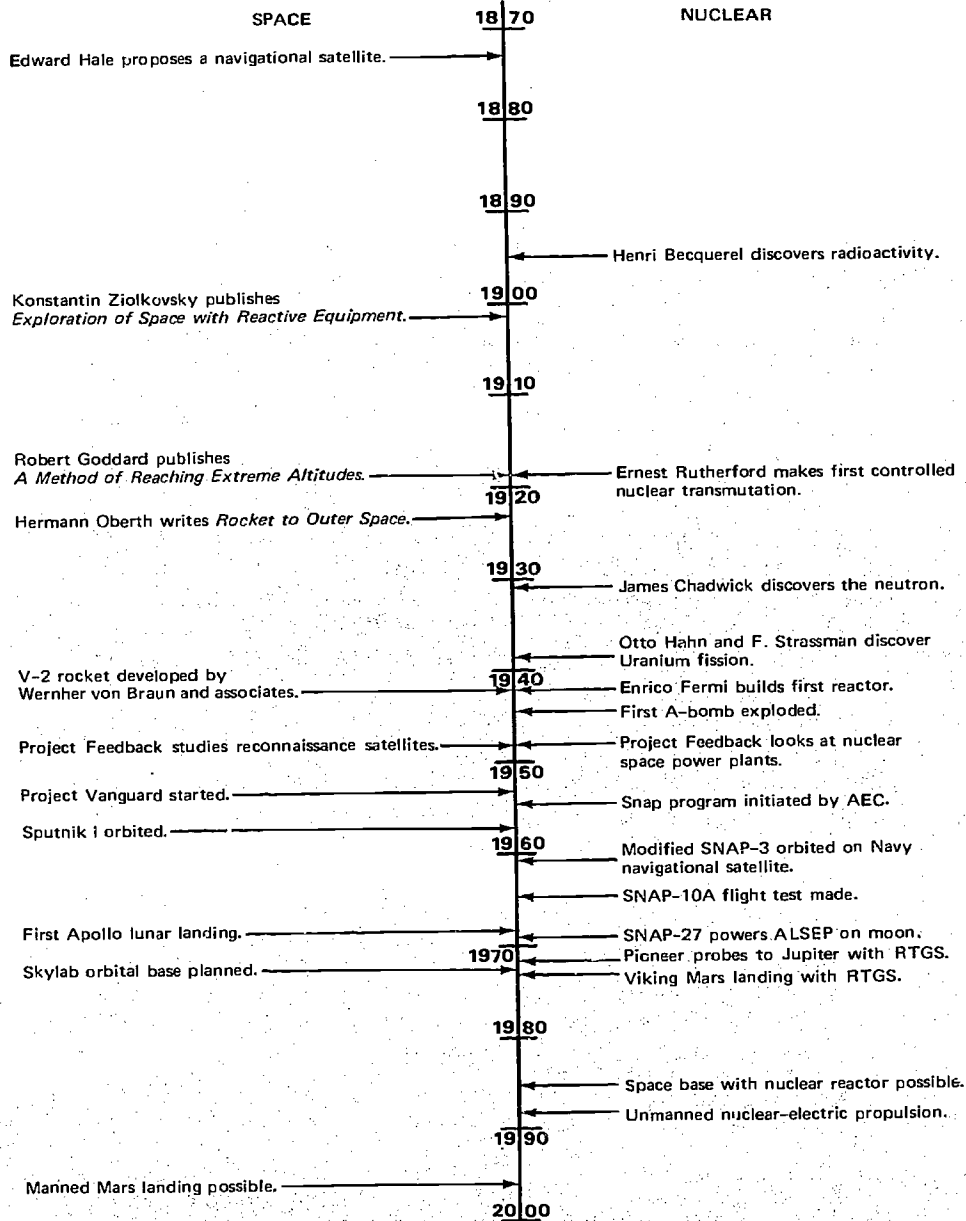 SPACE
1870
NUCLEAR
Edward Hale proposes a navigational satellite.
1880
1890
Henri Becquerel discovers radioactivity.
Konstantin Ziolkovsky publishes
Exploration of Space with Reactive Equipment.
1900
1910
Robert Goddard publishes
A Method of Reaching Extreme Altitudes.
Ernest Rutherford makes first controlled
nuclear transmutation.
1920
Hermann Oberth writes Rocket to Outer Space.
1930
James Chadwick discovers the neutron.
Otto Hahn and F. Strassman discover
Uranium fission.
V-2 rocket developed by
Wernher von Braun and associates.
1940
Enrico Fermi builds first reactor.
First A-bomb exploded.
Project Feedback studies reconnaissance satellites.
Project Feedback looks at nuclear
space power plants.
1950
Project Vanguard started.
Snap program initiated by AEC.
Sputnik I orbited.
1960
Modified SNAP-3 orbited on Navy
navigational satellite.
SNAP-10A flight test made.
First Apollo lunar landing.
SNAP-27 powers ALSEP on moon.
1970
Pioneer probes to Jupiter with RTGS.
Skylab orbital base planned.
Viking Mars landing with RTGS.
1980
Space base with nuclear reactor possible.
Unmanned nuclear-electric propulsion.
1990
Manned Mars landing possible.
2000